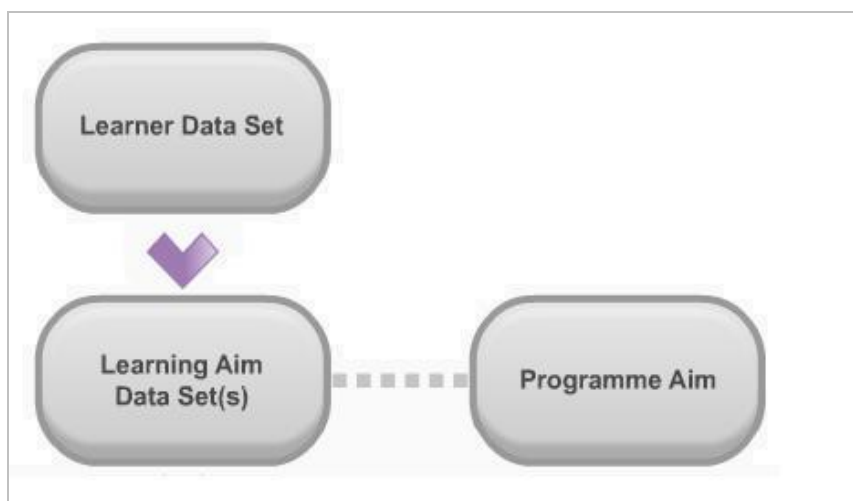 Learner Data Set
Learning Aim
Data Set(s)
Programme Aim